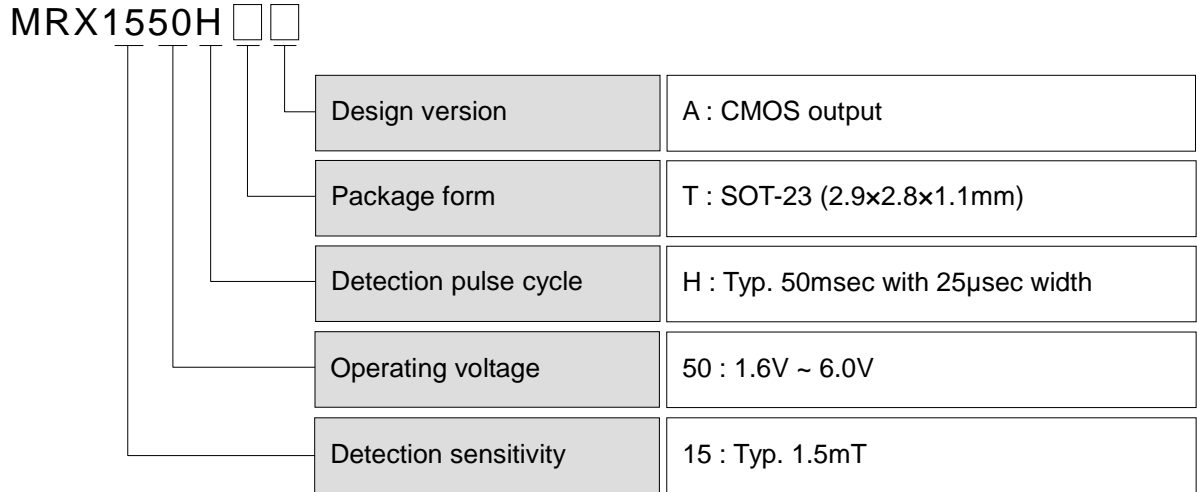 MRX1550H
Design version A : CMOS output
Package form T : SOT-23 (2.9×2.8×1.1mm)
Detection pulse cycle H : Typ. 50msec with 25µsec width
Operating voltage 50 : 1.6V ~ 6.0V
Detection sensitivity 15 : Typ. 1.5mT